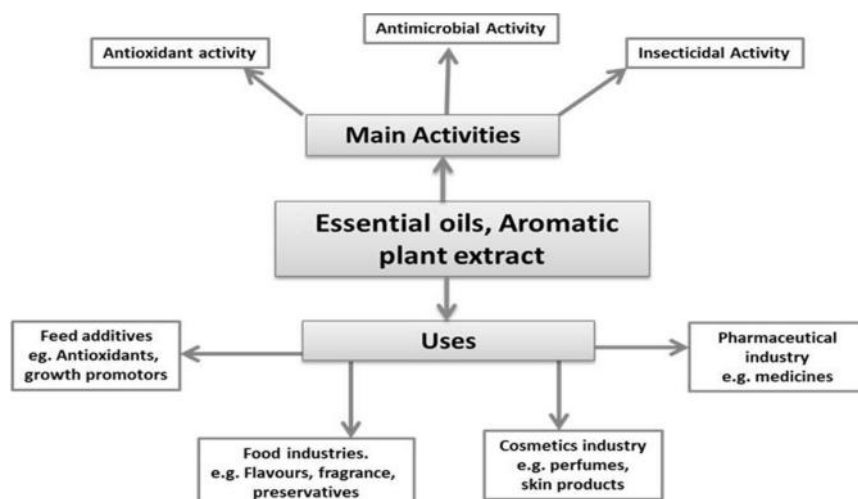 Antimicrobial Activity
Antioxidant activity
Insecticidal Activity
Main Activities
Essential oils, Aromatic
plant extract
Uses
Feed additives
eg. Antioxidants,
growth promotors
Pharmaceutical
industry
e.g. medicines
Food industries.
e.g. Flavours, fragrance,
preservatives
Cosmetics industry
e.g. perfumes,
skin products